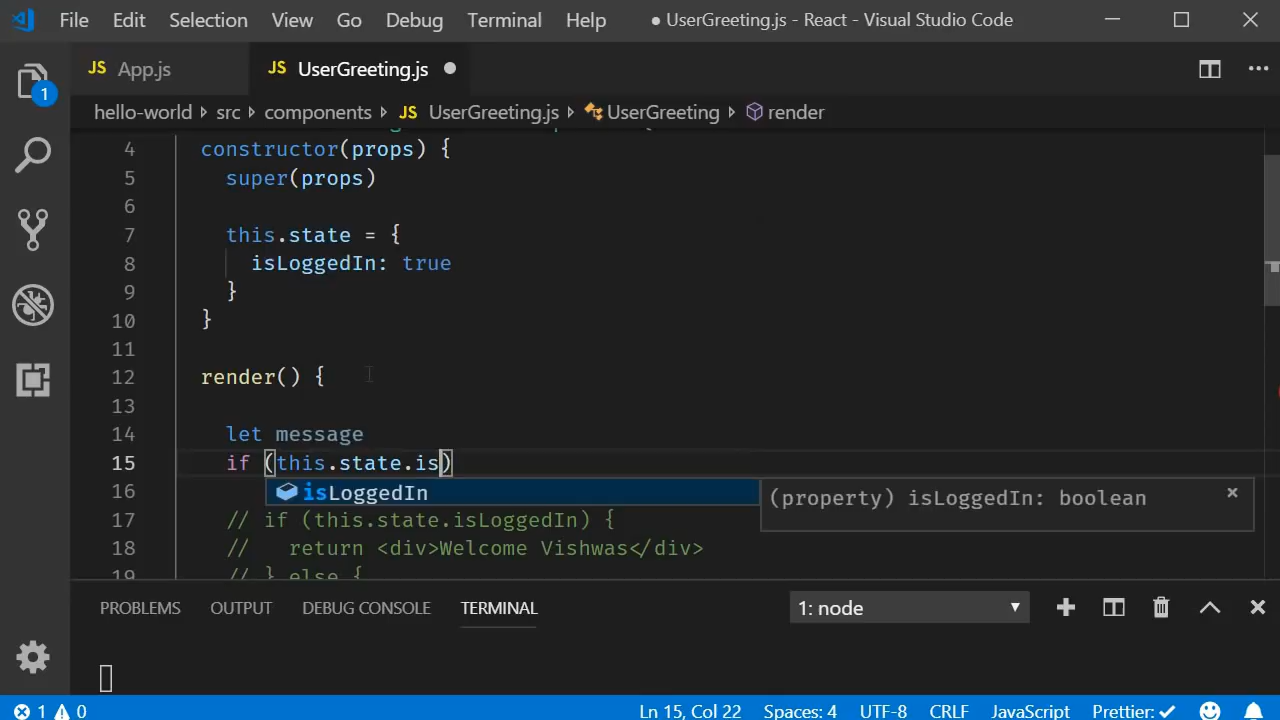 File Edit Selection View Go Debug Terminal Help ● UserGreeting.js - React - Visual Studio Code
JS App.js JS UserGreeting.js ●
hello-world > src > components > JS UserGreeting.js > UserGreeting > render
4 constructor(props) {
5 super(props)
6
7 this.state = {
8 isLoggedIn: true
9 }
10 }
11
12 render() {
13
14 let message
15 if (this.state.is)
16 isLoggedIn (property) isLoggedIn: boolean ×
17 // if (this.state.isLoggedIn) {
18 // return <div>Welcome Vishwas</div>
19 // } else {
1
PROBLEMS OUTPUT DEBUG CONSOLE TERMINAL 1: node
1 0 Ln 15, Col 22 Spaces: 4 UTF-8 CRLF JavaScript Prettier: ✓